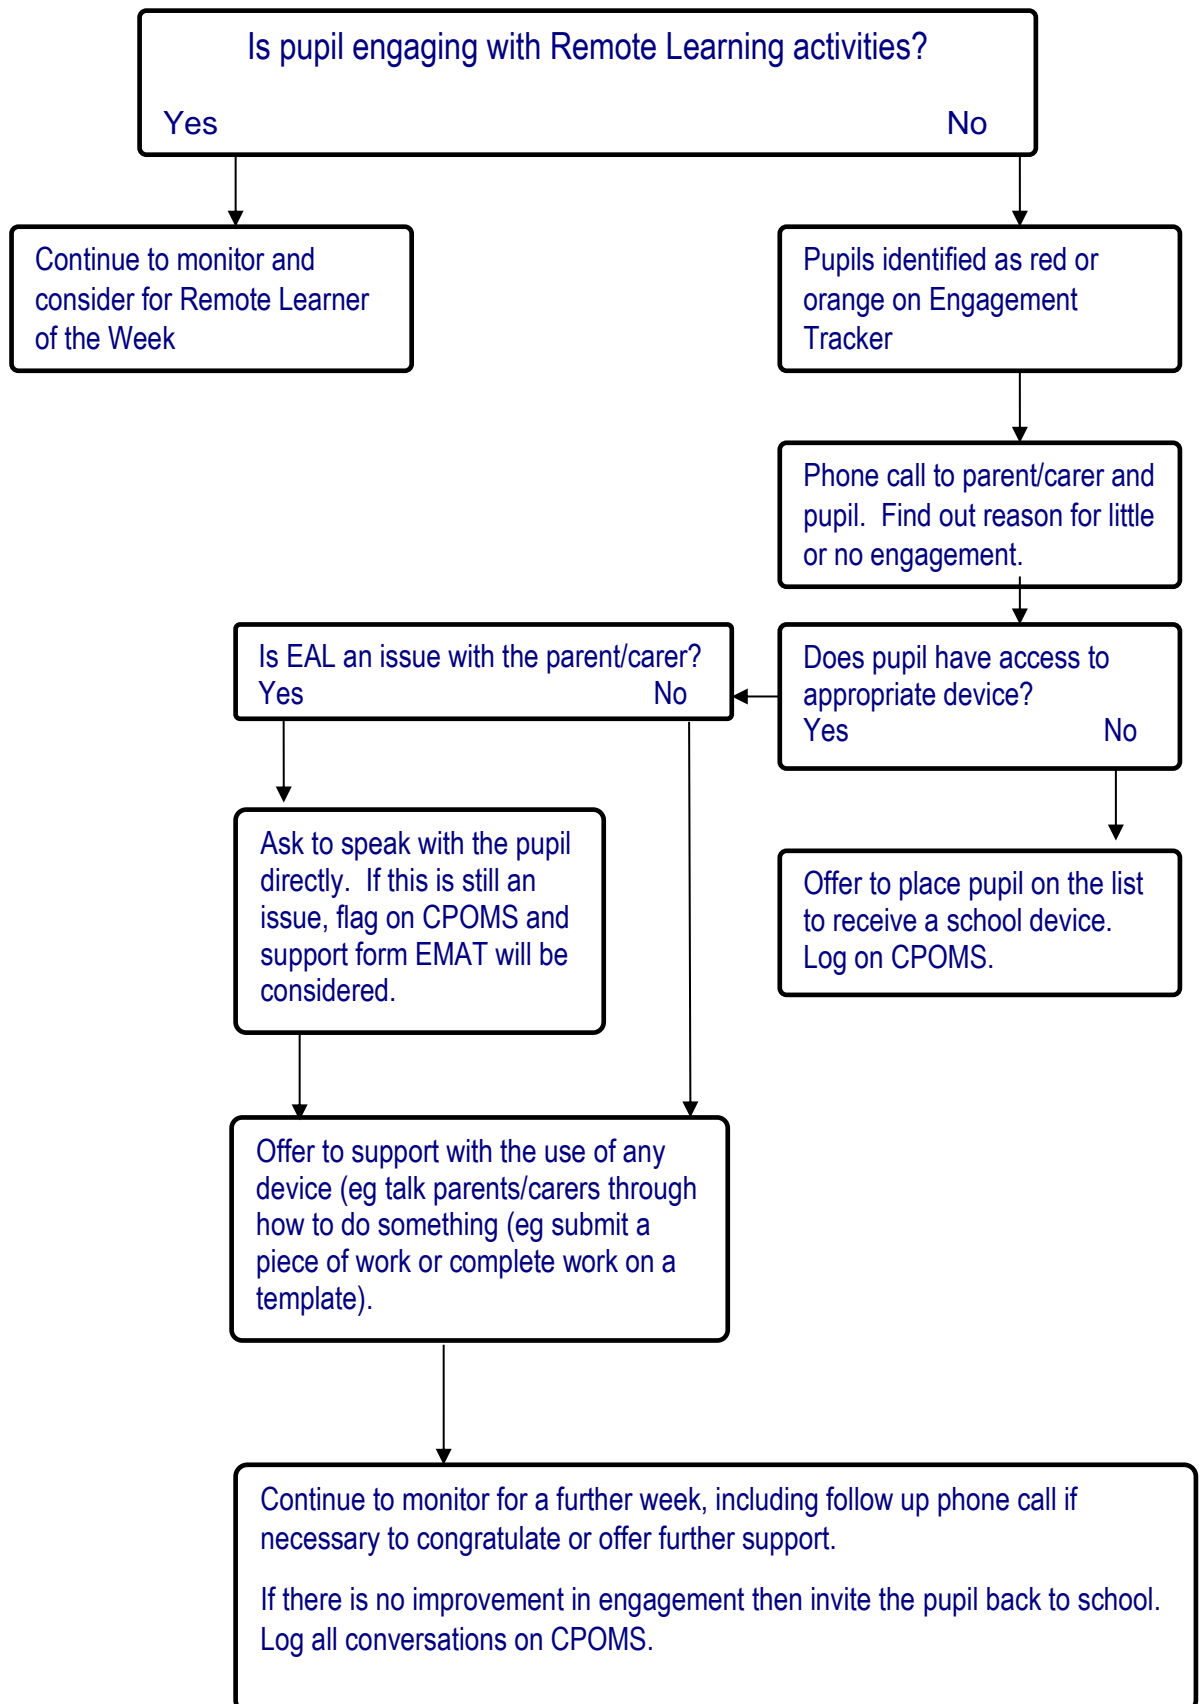 Is pupil engaging with Remote Learning activities?
Yes No
Continue to monitor and
consider for Remote Learner
of the Week
Pupils identified as red or
orange on Engagement
Tracker
Phone call to parent/carer and
pupil. Find out reason for little
or no engagement.
Does pupil have access to
appropriate device?
Yes No
Is EAL an issue with the parent/carer?
Yes No
Ask to speak with the pupil
directly. If this is still an
issue, flag on CPOMS and
support form EMAT will be
considered.
Offer to place pupil on the list
to receive a school device.
Log on CPOMS.
Offer to support with the use of any
device (eg talk parents/carers through
how to do something (eg submit a
piece of work or complete work on a
template).
Continue to monitor for a further week, including follow up phone call if
necessary to congratulate or offer further support.
If there is no improvement in engagement then invite the pupil back to school.
Log all conversations on CPOMS.